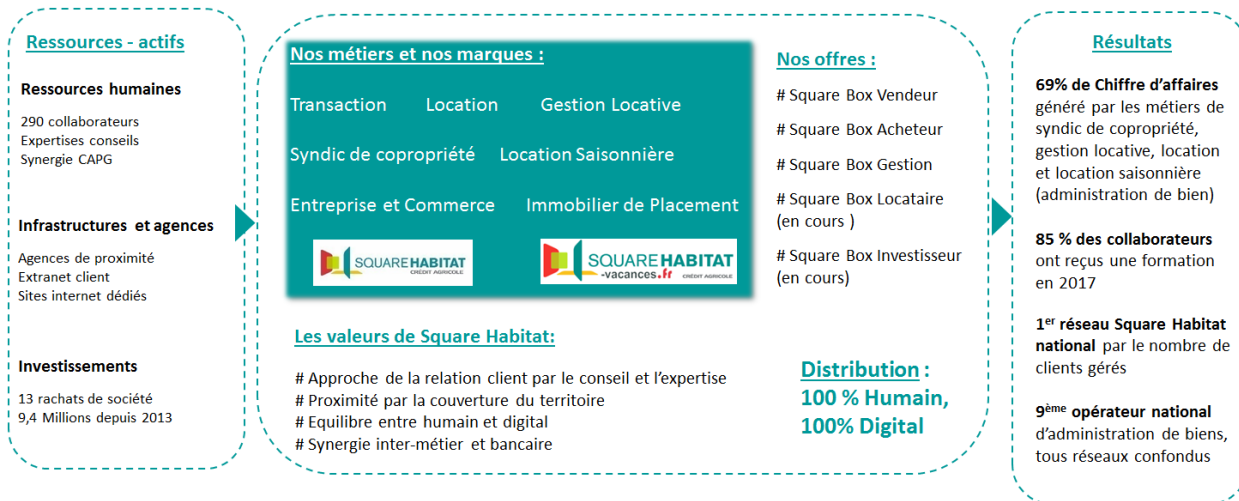 Ressources - actifs
Ressources humaines
290 collaborateurs
Expertises conseils
Synergie CAPG
Infrastructures et agences
Agences de proximité
Extranet client
Sites internet dédiés
Investissements
13 rachats de société
9,4 Millions depuis 2013
Nos métiers et nos marques :
Transaction Location Gestion Locative
Syndic de copropriété Location Saisonnière
Entreprise et Commerce Immobilier de Placement
SQUARE HABITAT
CRÉDIT AGRICOLE
SQUARE HABITAT
-vacances.fr CRÉDIT AGRICOLE
Nos offres :
# Square Box Vendeur
# Square Box Acheteur
# Square Box Gestion
# Square Box Locataire
(en cours )
# Square Box Investisseur
(en cours)
Les valeurs de Square Habitat:
# Approche de la relation client par le conseil et l’expertise
# Proximité par la couverture du territoire
# Equilibre entre humain et digital
# Synergie inter-métier et bancaire
Distribution :
100 % Humain,
100% Digital
Résultats
69% de Chiffre d’affaires
généré par les métiers de
syndic de copropriété,
gestion locative, location
et location saisonnière
(administration de bien)
85 % des collaborateurs
ont reçus une formation
en 2017
1er réseau Square Habitat
national par le nombre de
clients gérés
9ème opérateur national
d’administration de biens,
tous réseaux confondus